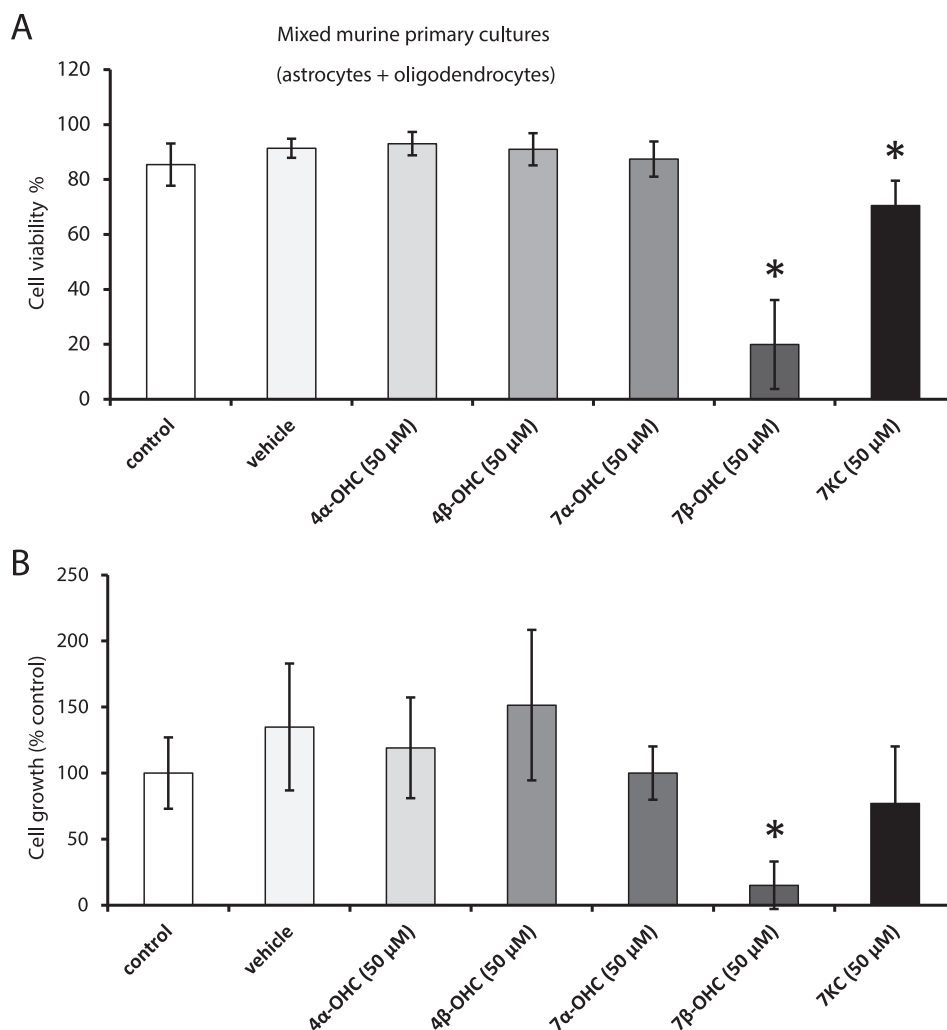 A
Mixed murine primary cultures
(astrocytes + oligodendrocytes)
Cell viability %
120
100
80
60
40
20
0
*
*
control
vehicle
4α-OHC (50 µM)
4β-OHC (50 µM)
7α-OHC (50 µM)
7β-OHC (50 µM)
7KC (50 µM)
B
Cell growth (% control)
250
200
150
100
50
0
*
control
vehicle
4α-OHC (50 µM)
4β-OHC (50 µM)
7α-OHC (50 µM)
7β-OHC (50 µM)
7KC (50 µM)